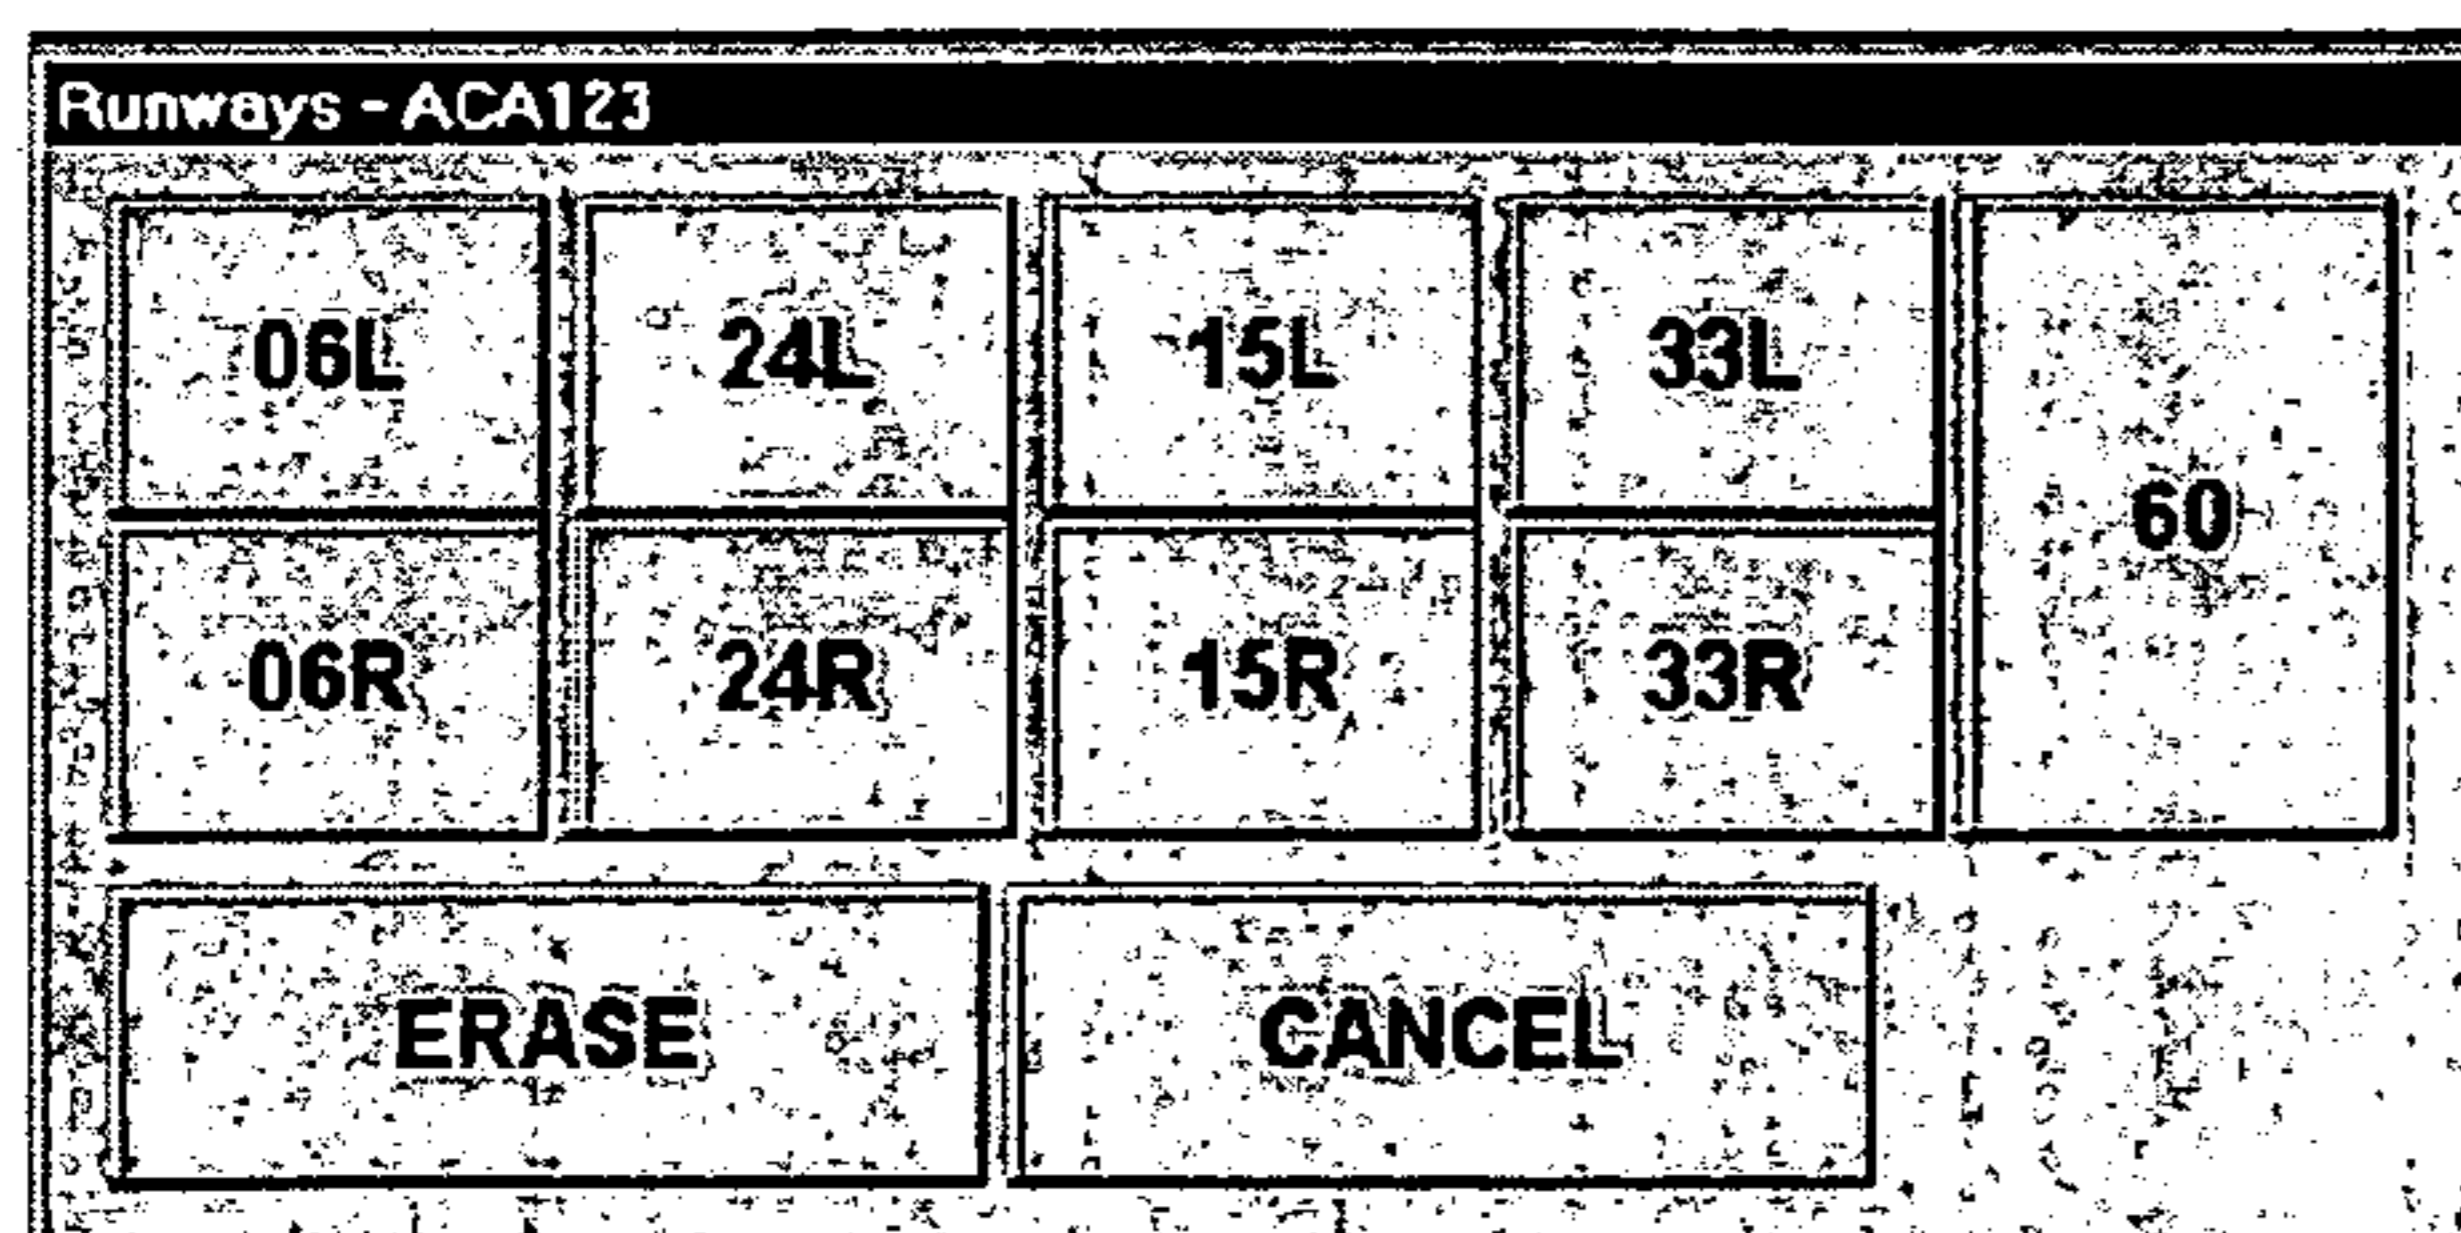 Runways - ACA123
06L 24L 15L 33L
60
06R 24R 15R 33R
ERASE CANCEL